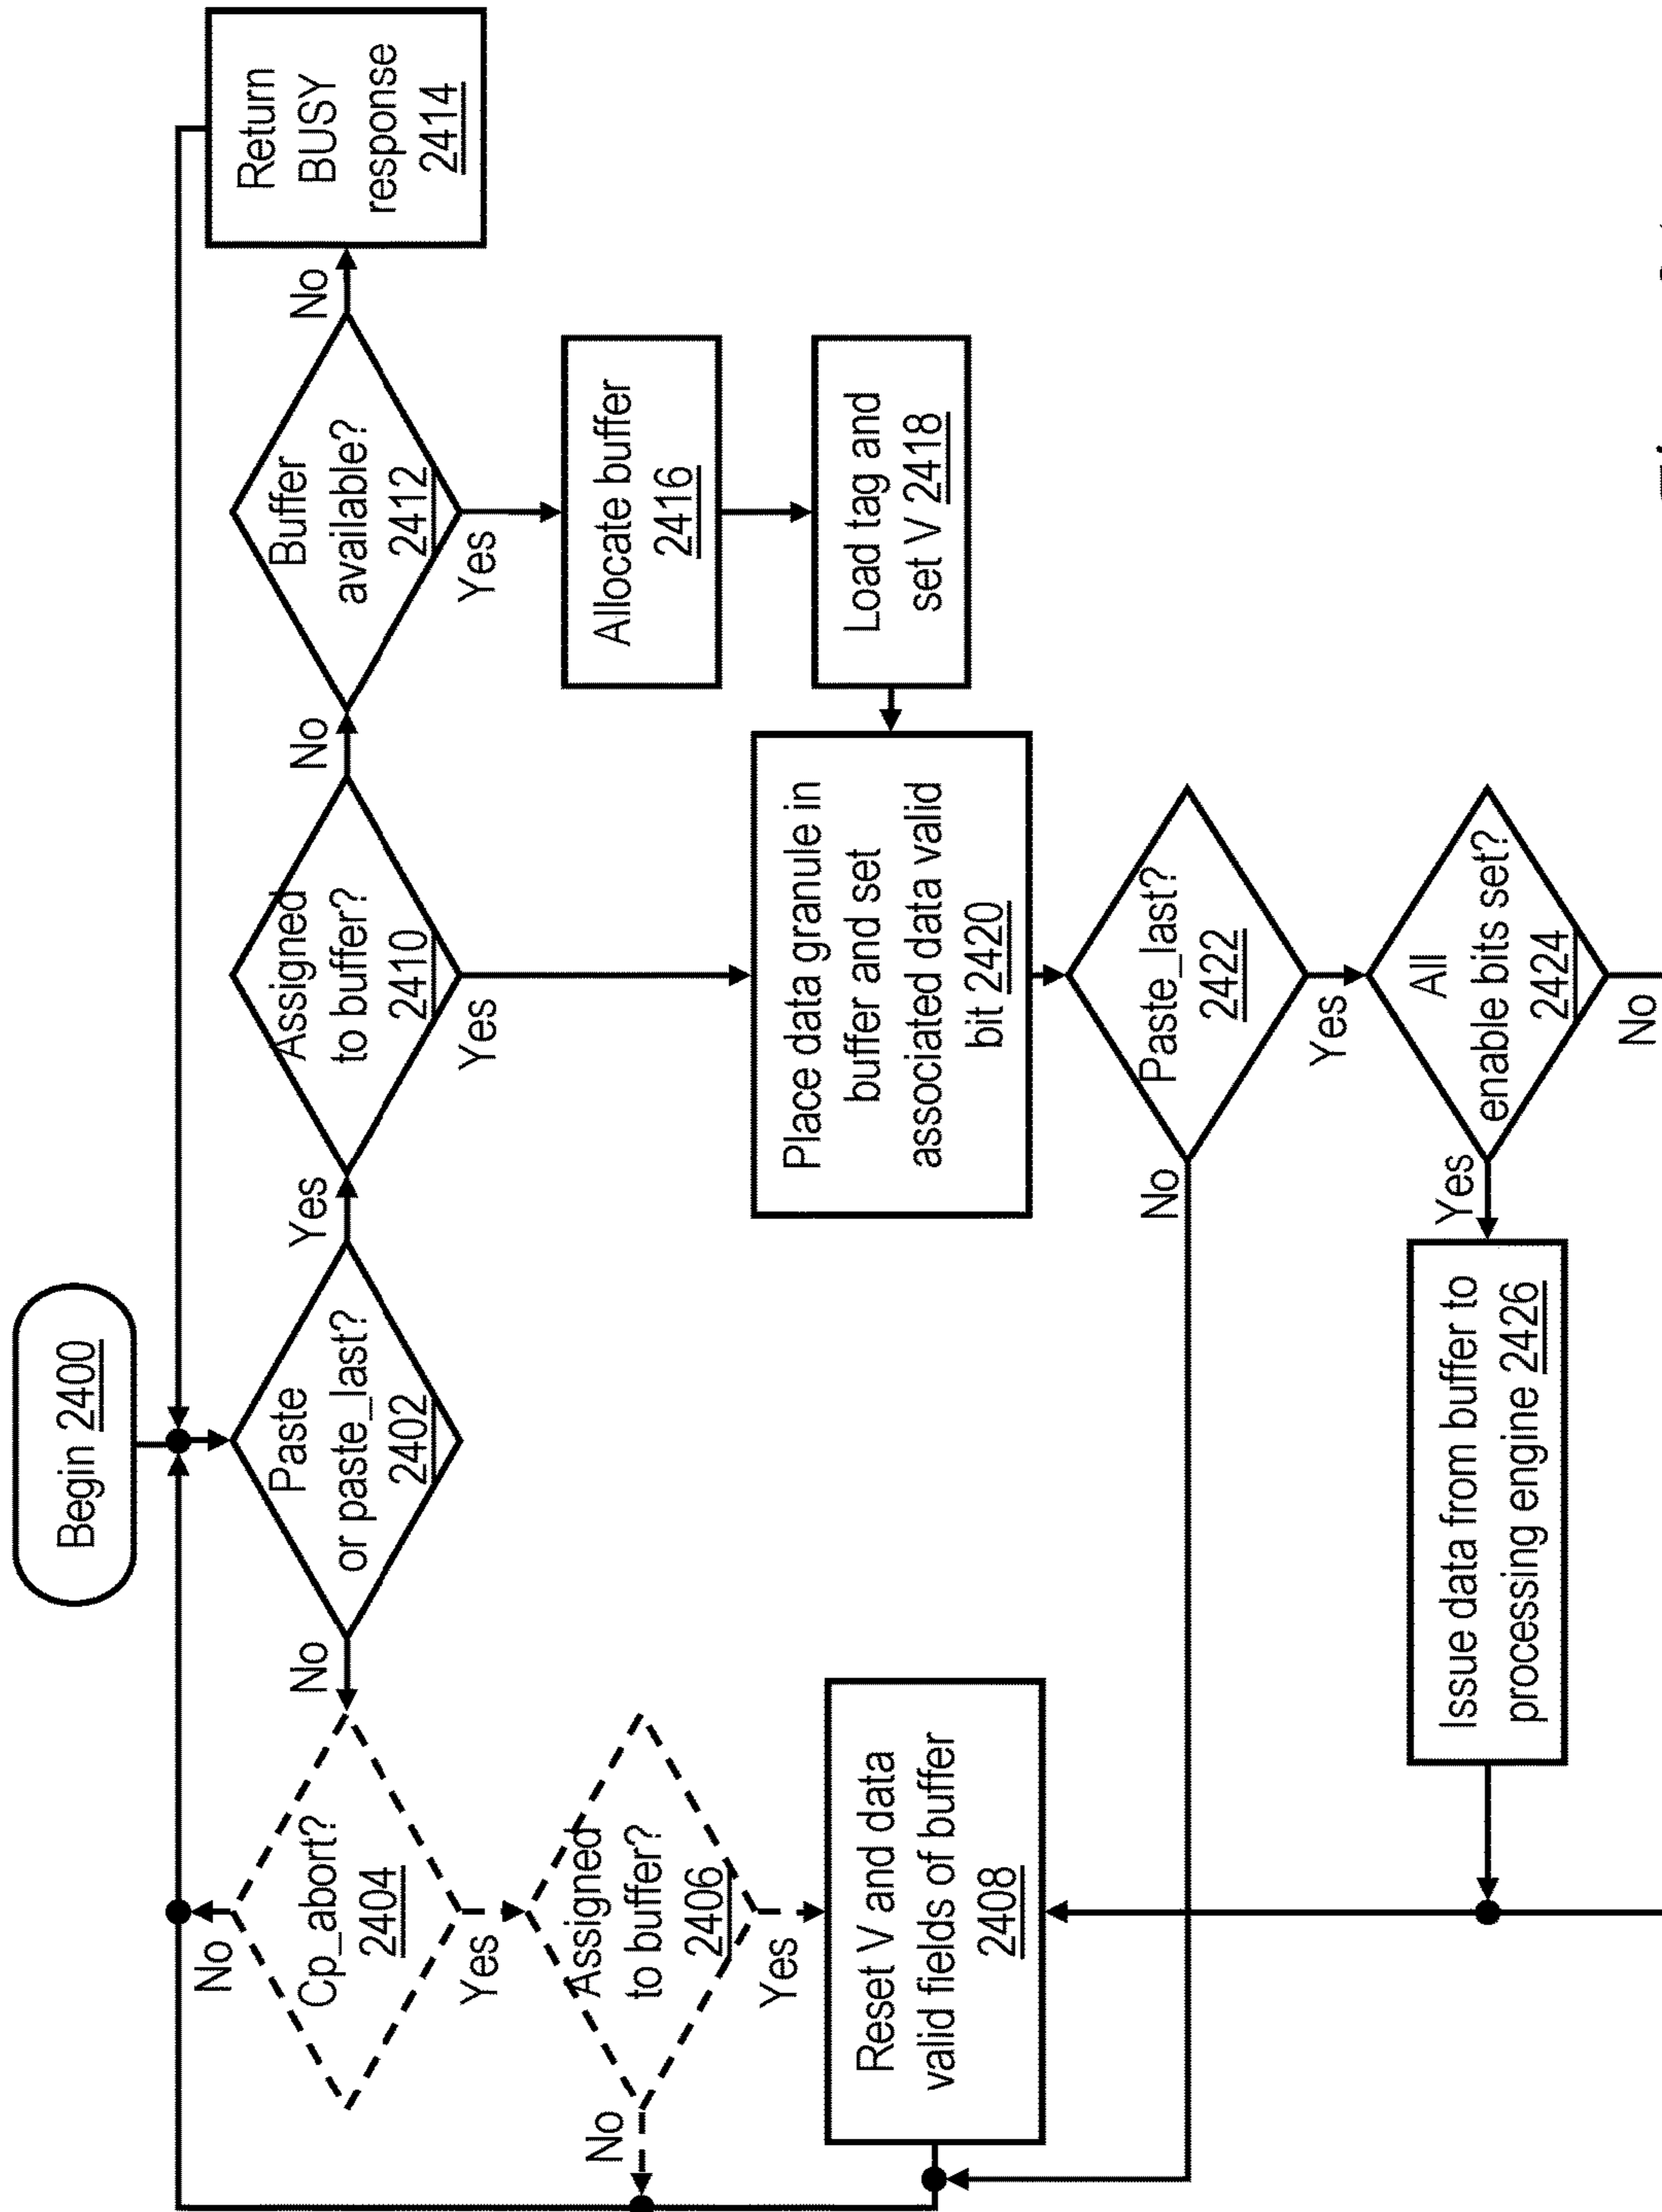 Begin 2400
Paste
or paste_last?
2402
Yes
No
Cp_abort?
2404
No
Yes
Assigned
to buffer?
2406
No
Yes
Reset V and data
valid fields of buffer
2408
Assigned
to buffer?
2410
No
Yes
Buffer
available?
2412
No
Yes
Return
BUSY
response
2414
Allocate buffer
2416
Load tag and
set V 2418
Place data granule in
buffer and set
associated data valid
bit 2420
Paste_last?
2422
No
Yes
All
enable bits set?
2424
Yes
No
Issue data from buffer to
processing engine 2426